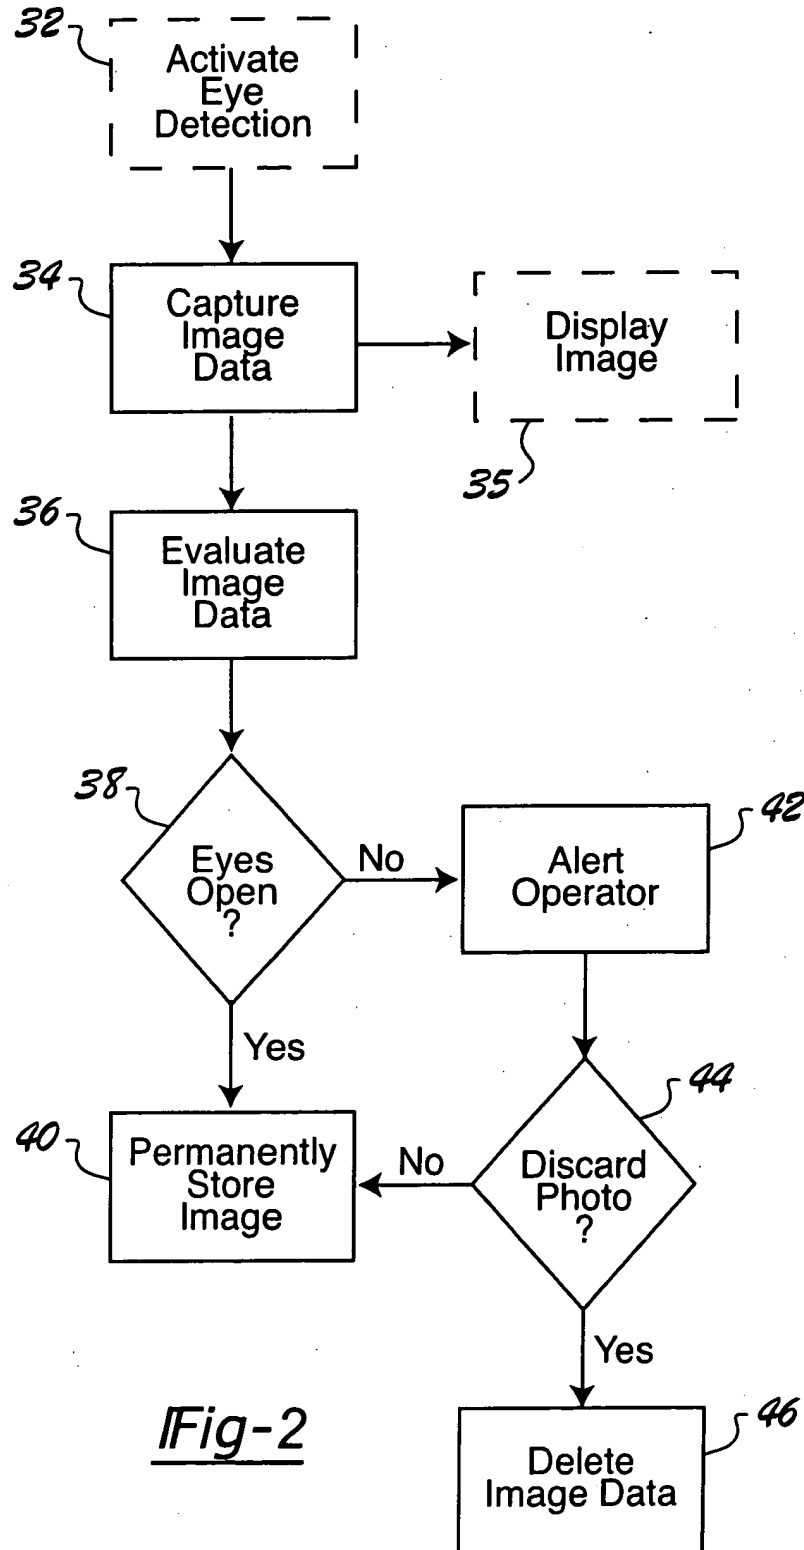 32
Activate
Eye
Detection
34
Capture
Image
Data
Display
Image
35
36
Evaluate
Image
Data
38
Eyes
Open
?
No
Alert
Operator
42
Yes
44
40
Permanently
Store
Image
No
Discard
Photo
?
Yes
Fig-2
46
Delete
Image Data